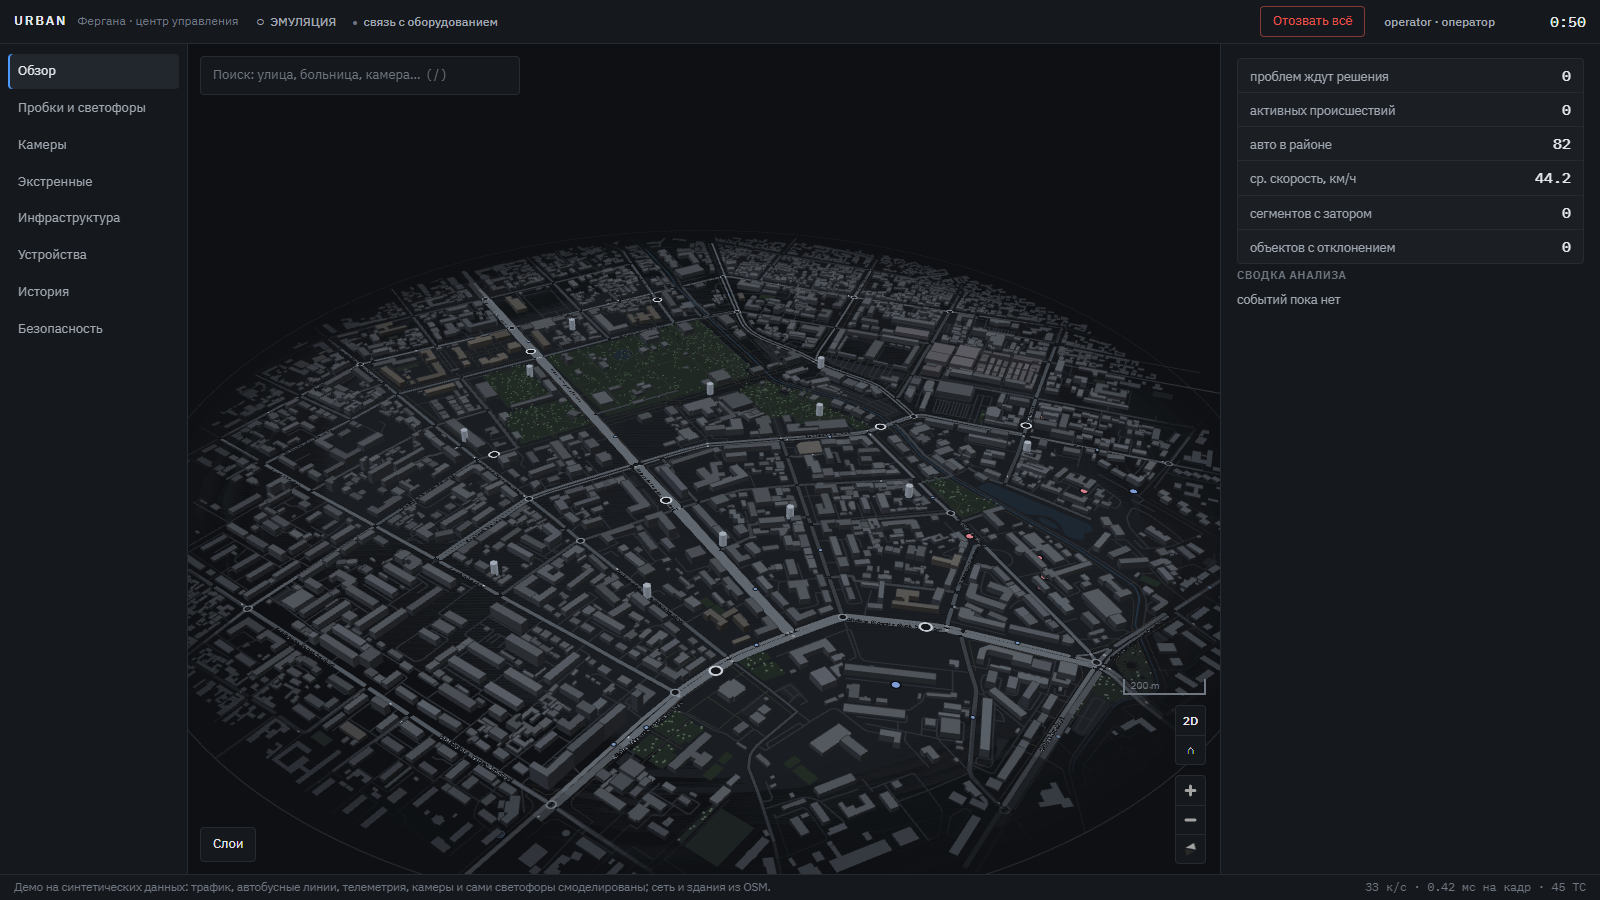 URBAN Фергана · центр управления ЭМУЛЯЦИЯ связь с оборудованием Отозвать всё operator · оператор 0:50
Обзор
Пробки и светофоры
Камеры
Экстренные
Инфраструктура
Устройства
История
Безопасность
Поиск: улица, больница, камера... (/)
проблем ждут решения 0
активных происшествий 0
авто в районе 82
ср. скорость, км/ч 44.2
сегментов с затором 0
объектов с отклонением 0
СВОДКА АНАЛИЗА
событий пока нет
200 m
2D
Слои
Демо на синтетических данных: трафик, автобусные линии, телеметрия, камеры и сами светофоры смоделированы; сеть и здания из OSM.
33 к/с · 0.42 мс на кадр · 45 ТС